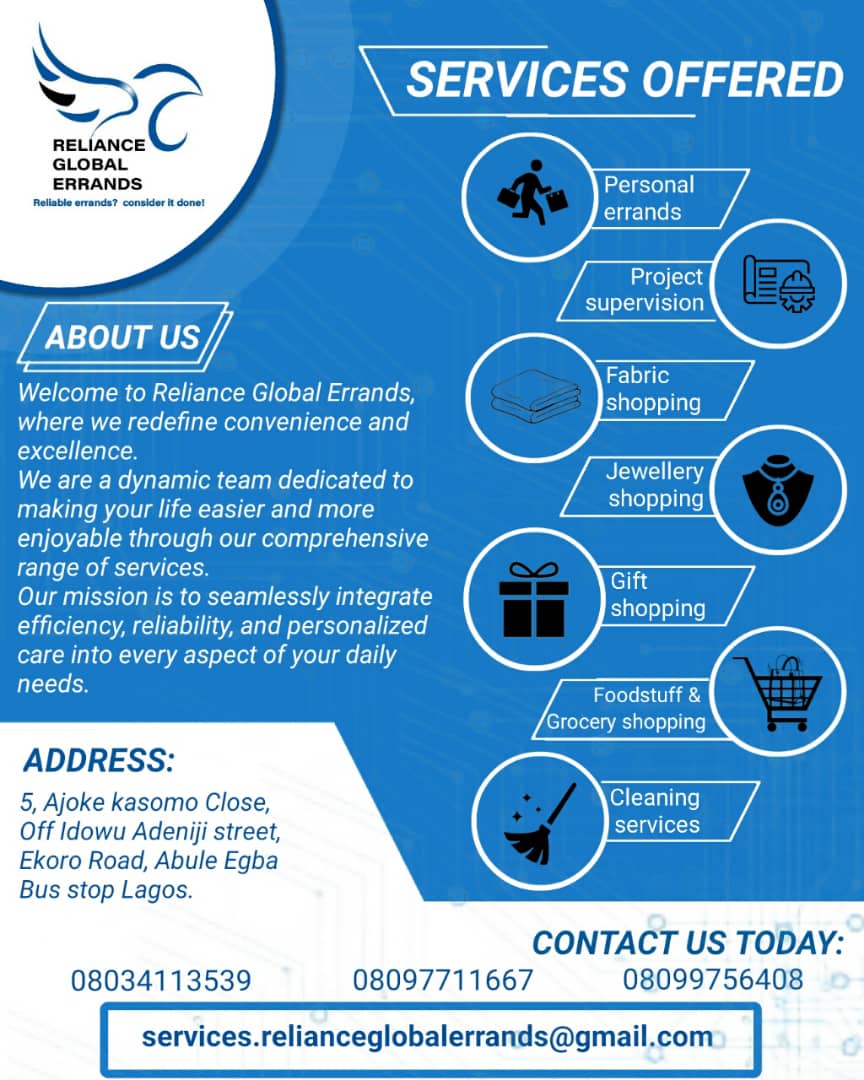 RELIANCE
GLOBAL
ERRANDS
Reliable errands? consider it done!
SERVICES OFFERED
Personal
errands
Project
supervision
Fabric
shopping
Jewellery
shopping
Gift
shopping
Foodstuff &
Grocery shopping
Cleaning
services
ABOUT US
Welcome to Reliance Global Errands,
where we redefine convenience and
excellence.
We are a dynamic team dedicated to
making your life easier and more
enjoyable through our comprehensive
range of services.
Our mission is to seamlessly integrate
efficiency, reliability, and personalized
care into every aspect of your daily
needs.
ADDRESS:
5, Ajoke kasomo Close,
Off Idowu Adeniji street,
Ekoro Road, Abule Egba
Bus stop Lagos.
CONTACT US TODAY:
08034113539 08097711667 08099756408
services.relianceglobalerrands@gmail.com